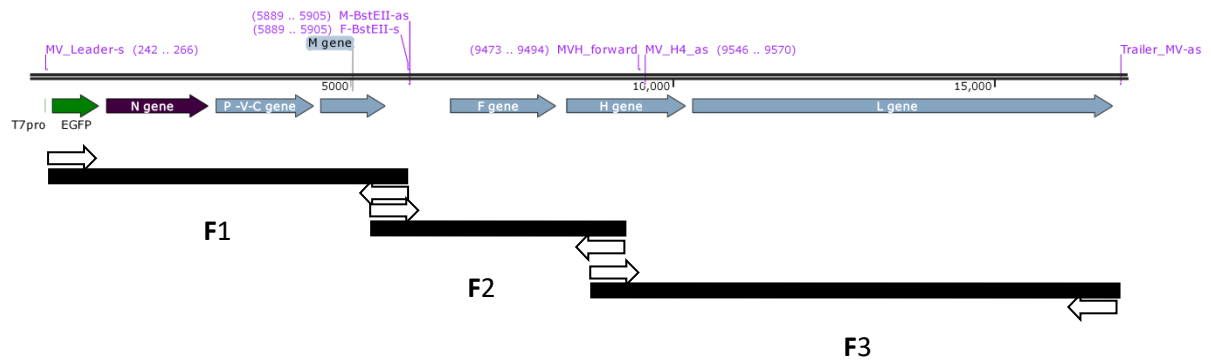 (5889 .. 5905) M-BstEII-as
(5889 .. 5905) F-BstEII-s
M gene
MV_Leader-s (242 .. 266)
(9473 .. 9494) MVH_forward
MV_H4_as (9546 .. 9570)
Trailer_MV-as
5000
10,000
15,000
N gene
P -V-C gene
F gene
H gene
L gene
T7pro
EGFP
F1
F2
F3